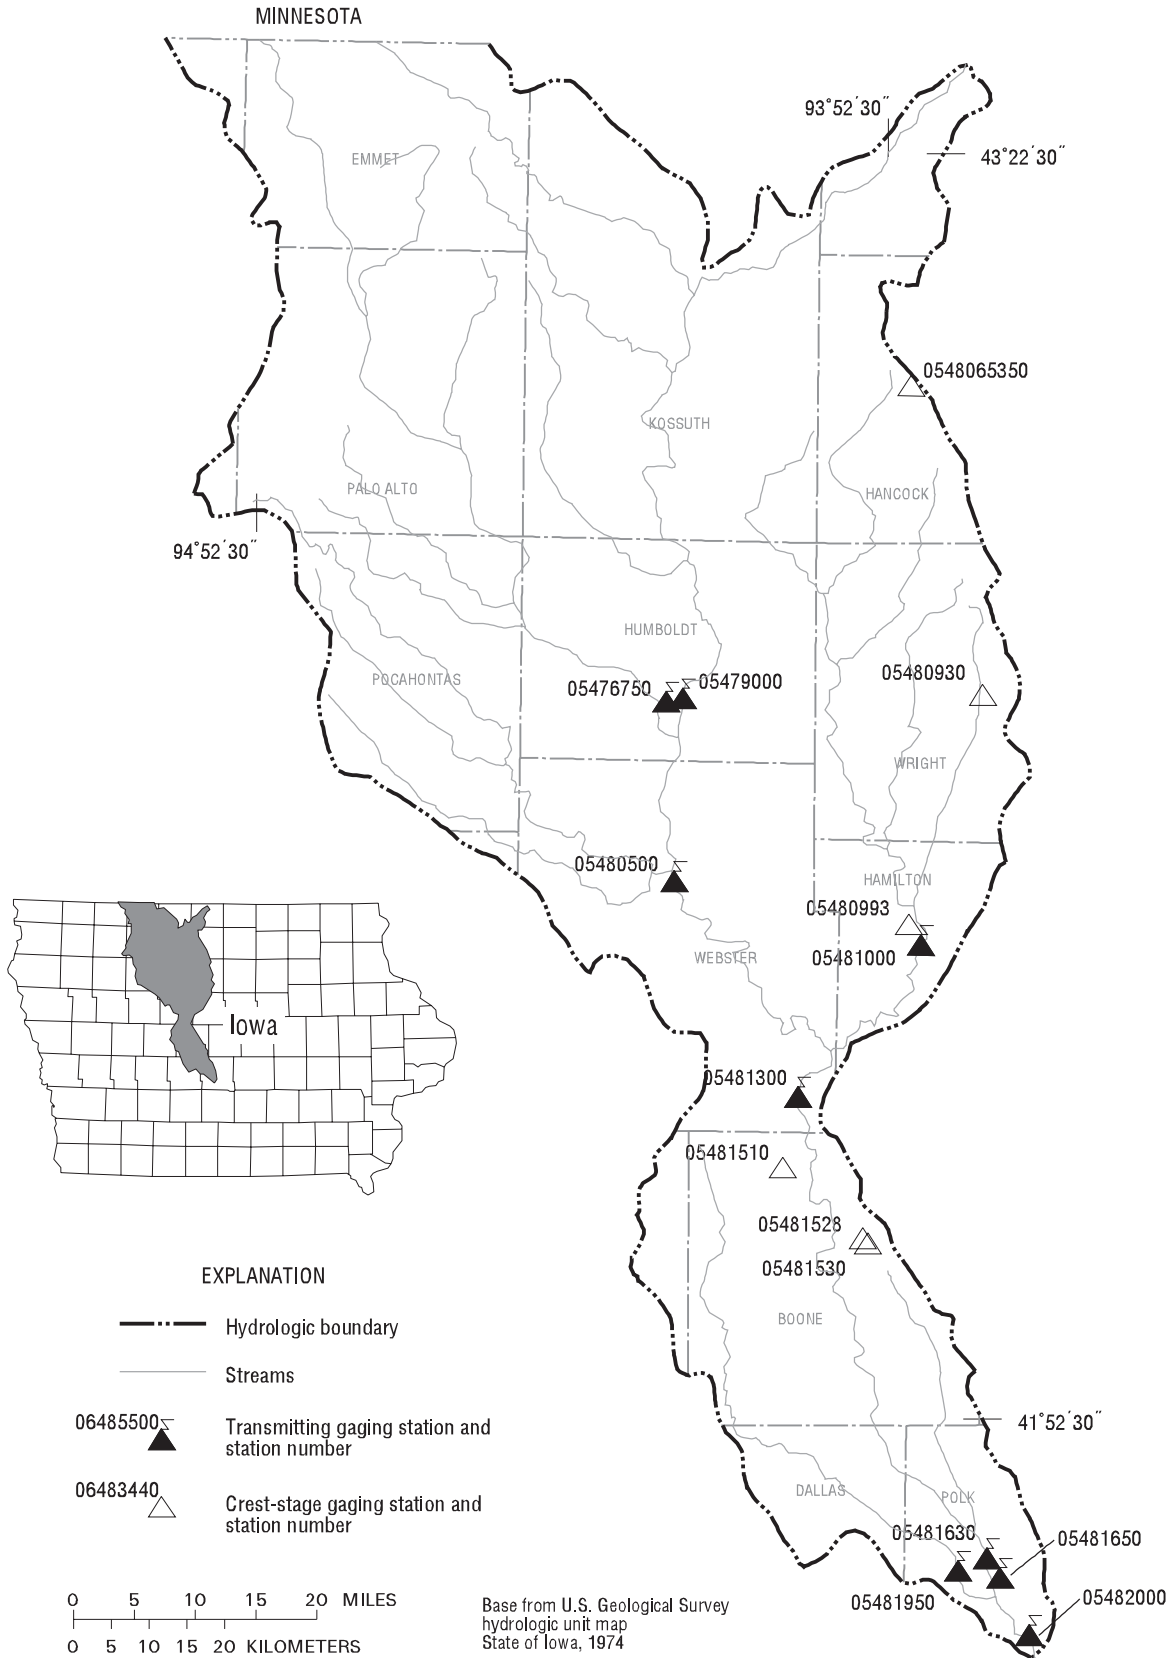 MINNESOTA
93°52'30"
43°22'30"
EMMET
0548065350
KOSSUTH
PALO ALTO
HANCOCK
94°52'30"
HUMBOLDT
05480930
POCAHONTAS
05476750
05479000
WRIGHT
05480500
HAMILTON
05480993
WEBSTER
05481000
Iowa
05481300
05481510
05481528
05481530
BOONE
41°52'30"
DALLAS
POLK
05481630
05481650
05481950
05482000
EXPLANATION
Hydrologic boundary
Streams
06485500
Transmitting gaging station and
station number
06483440
Crest-stage gaging station and
station number
0 5 10 15 20 MILES
0 5 10 15 20 KILOMETERS
Base from U.S. Geological Survey
hydrologic unit map
State of Iowa, 1974